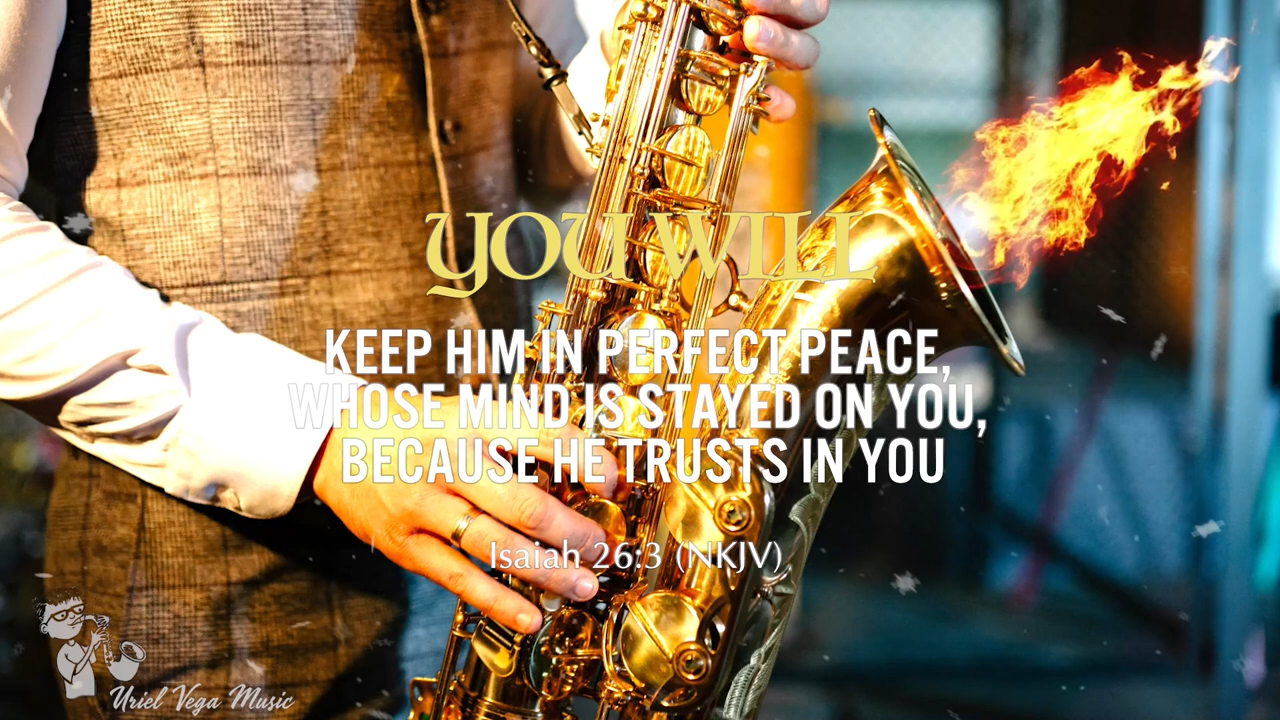 YOU WILL
KEEP HIM IN PERFECT PEACE,
WHOSE MIND IS STAYED ON YOU,
BECAUSE HE TRUSTS IN YOU
Isaiah 26:3 (NKJV)
Uriel Vega Music